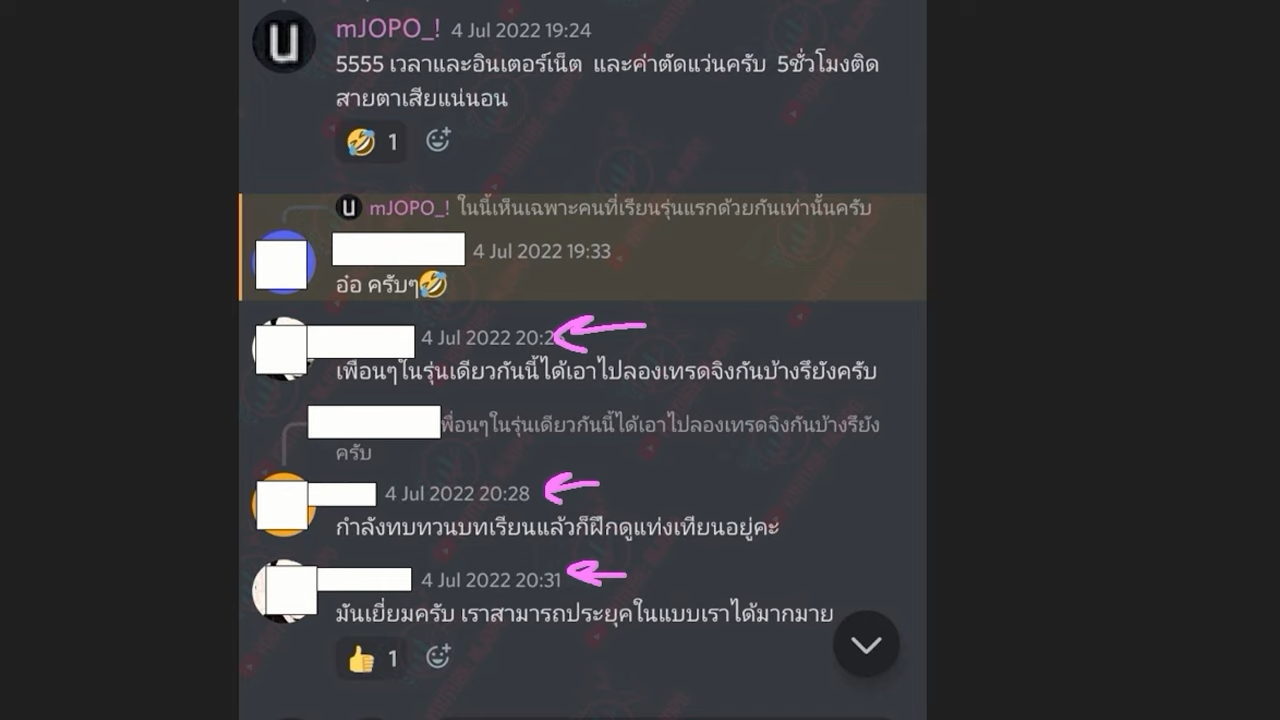 mJOPO_! 4 Jul 2022 19:24
5555 เวลาและอินเตอร์เน็ต และค่าตัดแว่นครับ 5ชั่วโมงติด
สายตาเสียแน่นอน
1
U mJOPO_! ในนี้เห็นเฉพาะคนที่เรียนรุ่นแรกด้วยกันเท่านั้นครับ
4 Jul 2022 19:33
อ๋อ ครับๆ
4 Jul 2022 20:2
เพื่อนๆในรุ่นเดียวกันนี้ได้เอาไปลองเทรดจิงกันบ้างรึยังครับ
พื่อนๆในรุ่นเดียวกันนี้ได้เอาไปลองเทรดจิงกันบ้างรึยัง
ครับ
4 Jul 2022 20:28
กำลังทบทวนบทเรียนแล้วก็ฝึกดูแท่งเทียนอยู่คะ
4 Jul 2022 20:31
มันเยี่ยมครับ เราสามารถประยุคในแบบเราได้มากมาย
1